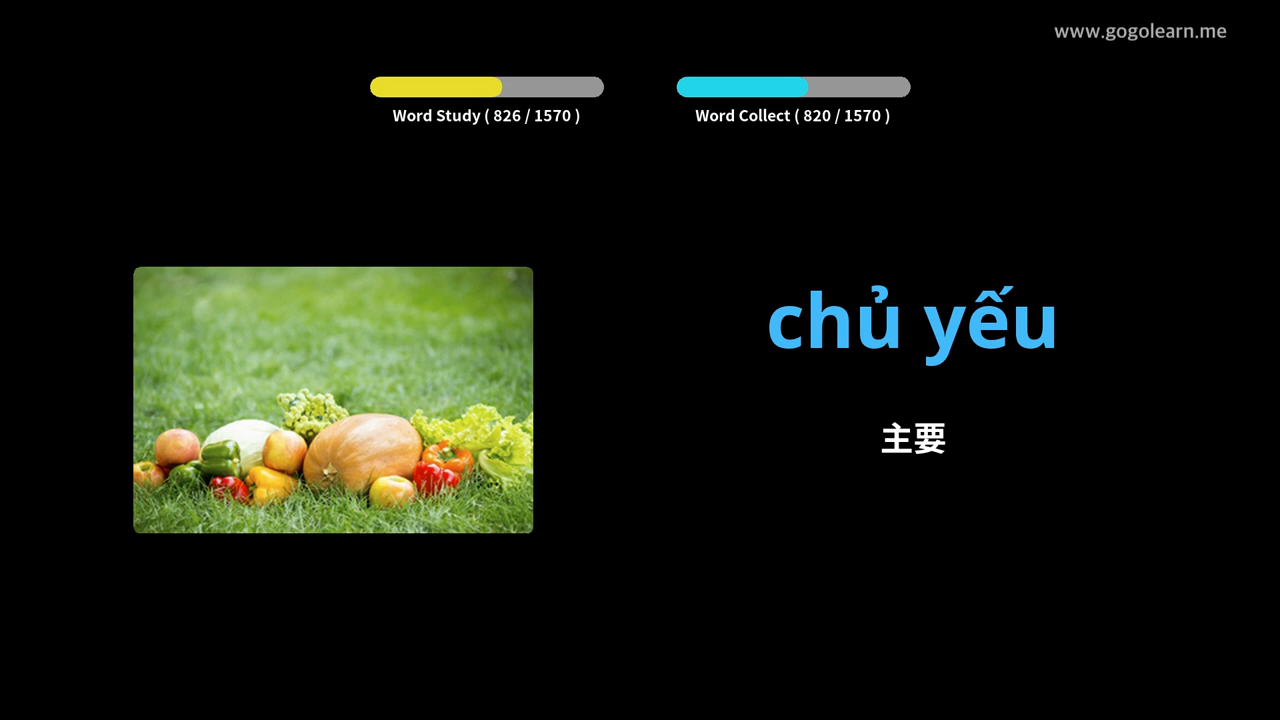 www.gogolearn.me
Word Study ( 826 / 1570 )
Word Collect ( 820 / 1570 )
chủ yếu
主要